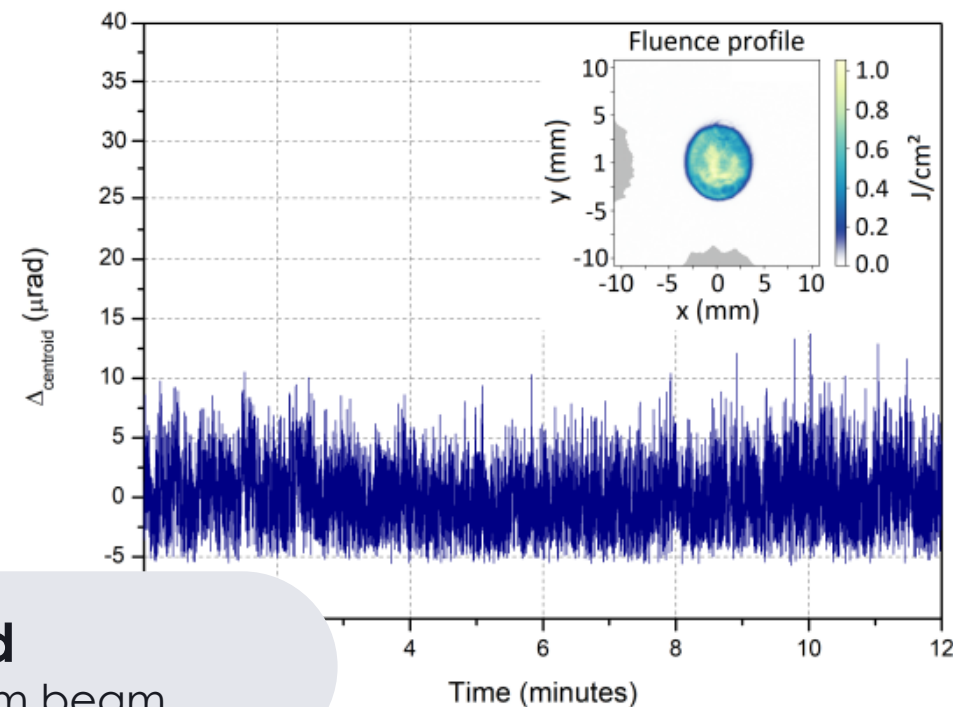 40
35
30
25
20
15
10
5
0
-5
Δcentroid (μrad)
Fluence profile
10
5
1
-5
-10
y (mm)
-10 -5 0 5 10
x (mm)
1.0
0.8
0.6
0.4
0.2
0.0
J/cm²
4 6 8 10 12
Time (minutes)
d
m beam